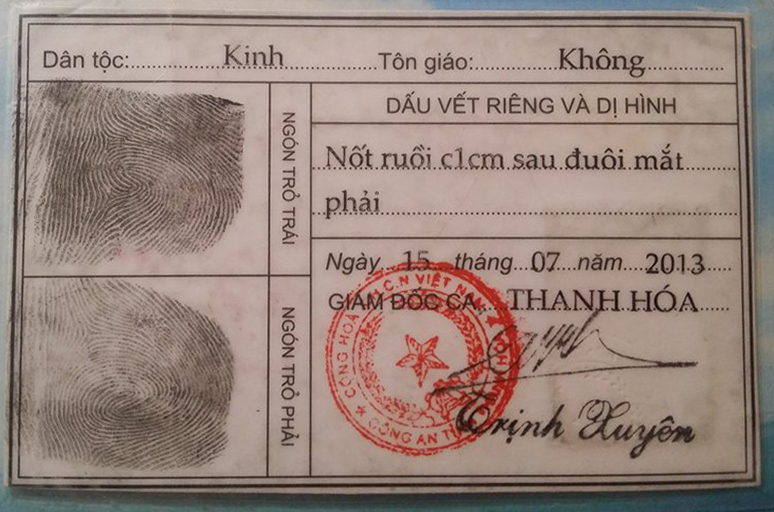 Dân tộc: Kinh Tôn giáo: Không
NGÓN TRỎ TRÁI
NGÓN TRỎ PHẢI
DẤU VẾT RIÊNG VÀ DỊ HÌNH
Nốt ruồi c1cm sau đuôi mắt
phải
Ngày 15 tháng 07 năm 2013
GIÁM ĐỐC CA THANH HÓA
CỘNG HOÀ C.N VIỆT NAM
CÔNG AN
Trịnh Xuyên